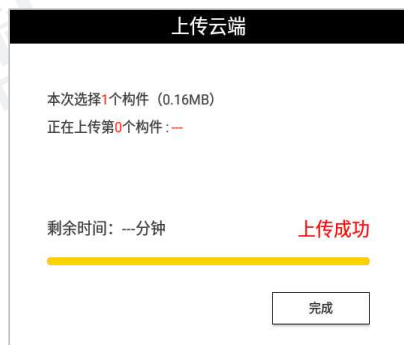 上传云端
本次选择1个构件（0.16MB）
正在上传第0个构件 : ---
剩余时间：---分钟
上传成功
完成